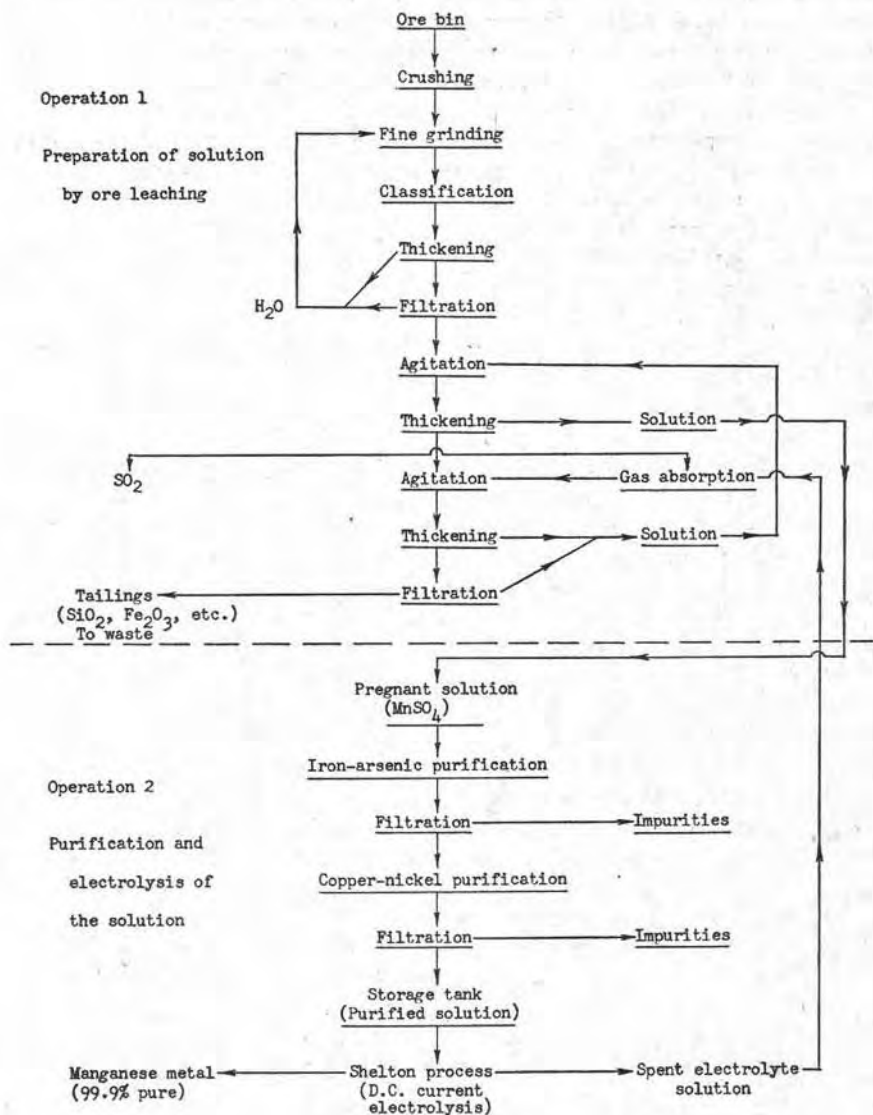 Ore bin
Crushing
Operation 1
Fine grinding
Preparation of solution
by ore leaching
Classification
Thickening
H₂O
Filtration
Agitation
Thickening
Solution
SO₂
Agitation
Gas absorption
Thickening
Solution
Tailings
(SiO₂, Fe₂O₃, etc.)
To waste
Filtration
Pregnant solution
(MnSO₄)
Iron-arsenic purification
Operation 2
Filtration
Impurities
Purification and
electrolysis of
the solution
Copper-nickel purification
Filtration
Impurities
Storage tank
(Purified solution)
Manganese metal
(99.9% pure)
Shelton process
(D.C. current
electrolysis)
Spent electrolyte
solution